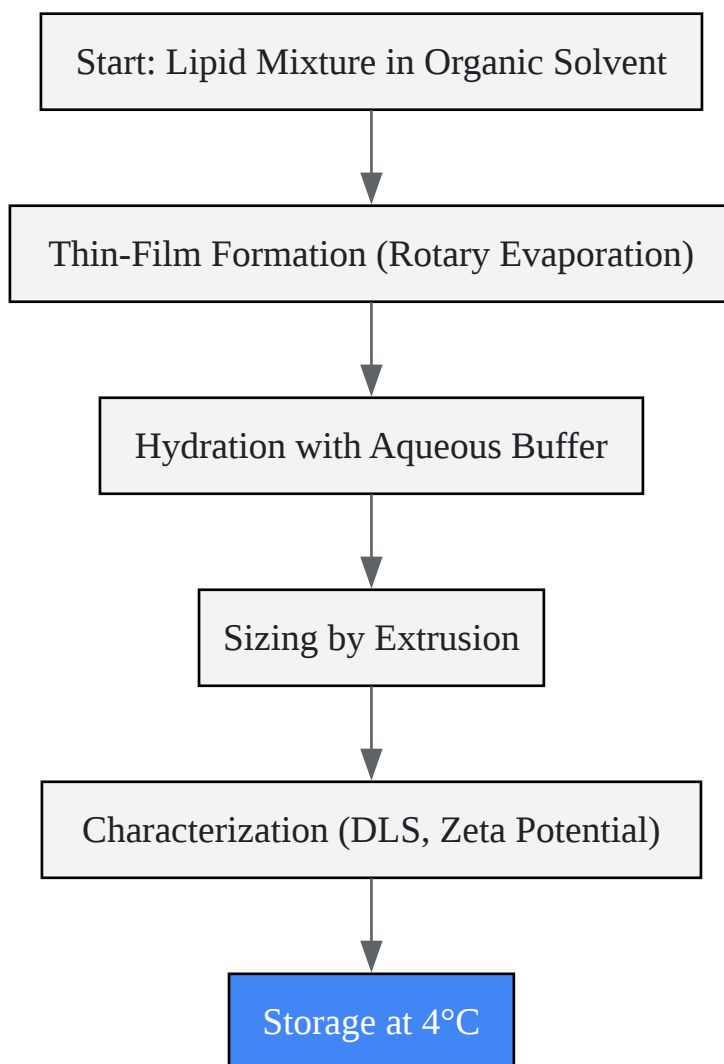 Start: Lipid Mixture in Organic Solvent
Thin-Film Formation (Rotary Evaporation)
Hydration with Aqueous Buffer
Sizing by Extrusion
Characterization (DLS, Zeta Potential)
Storage at 4°C